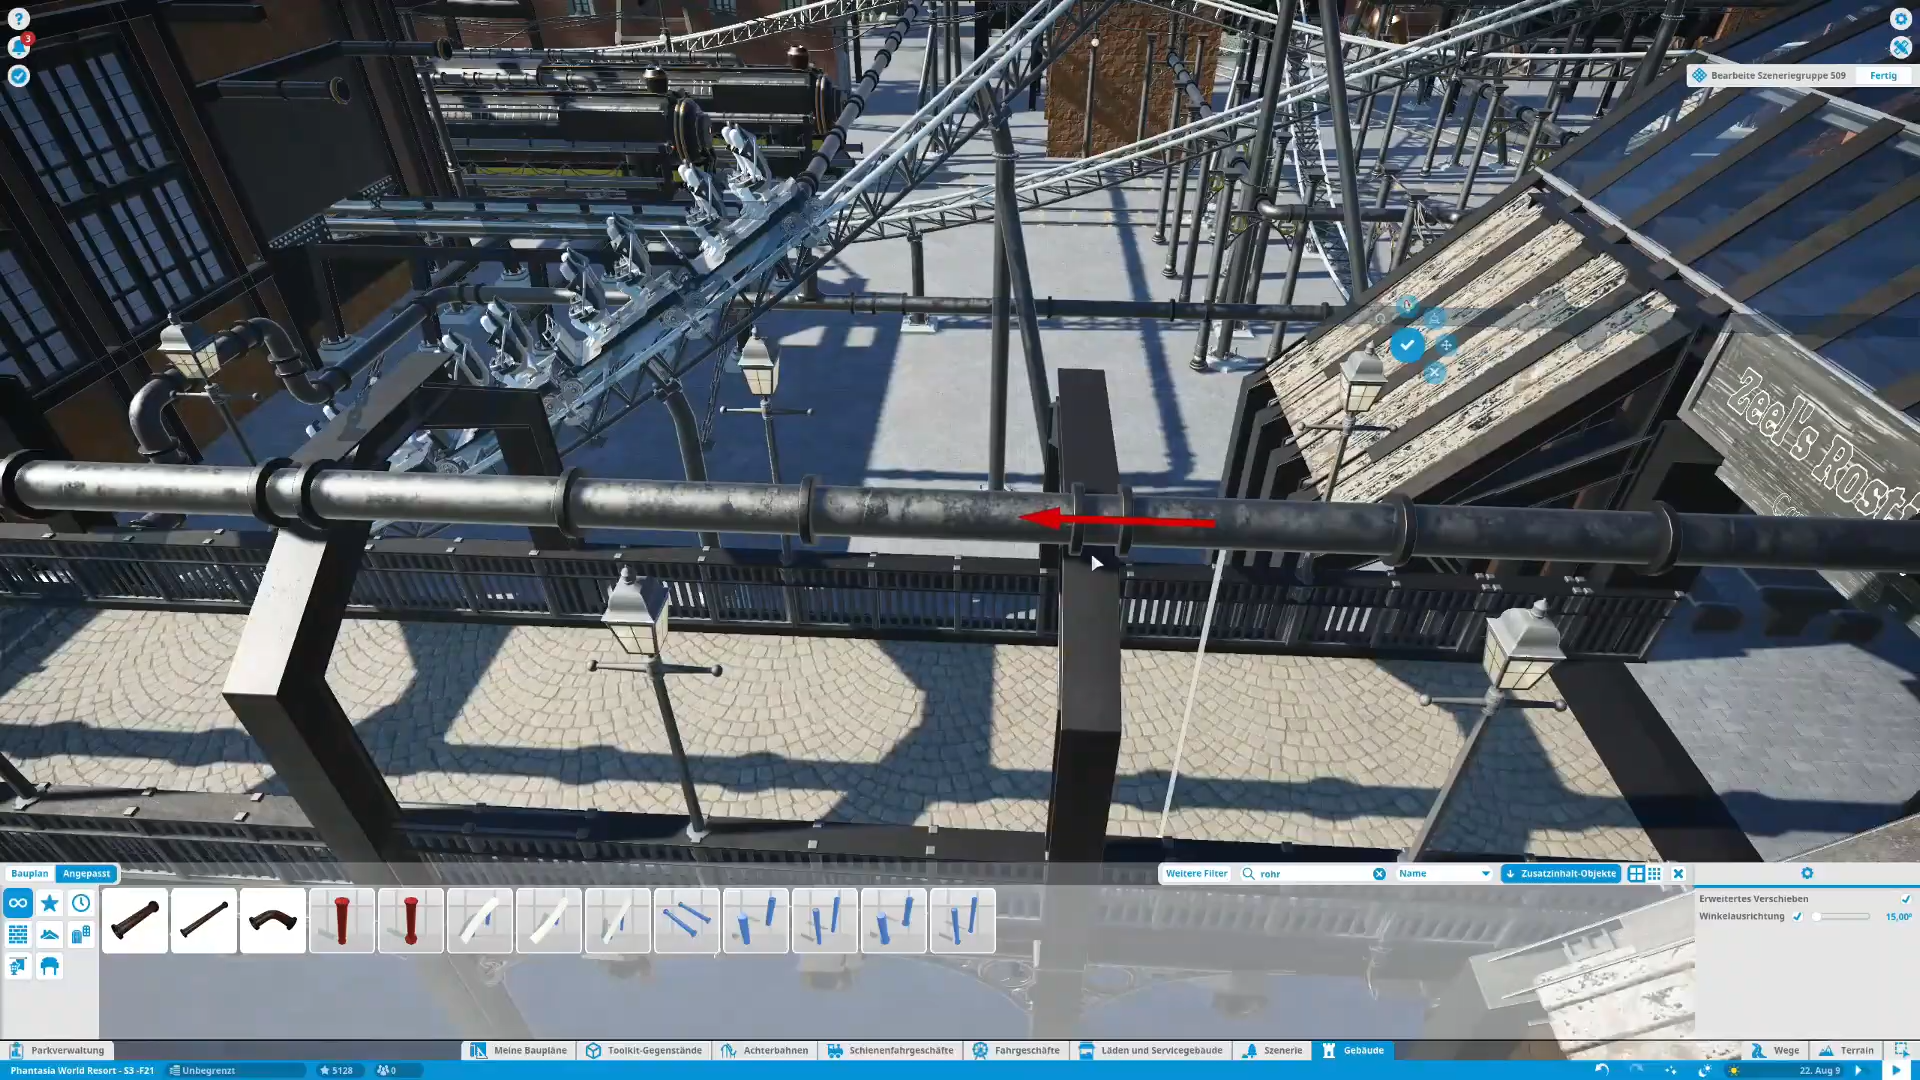 3
Bearbeite Szeneriegruppe 509
Fertig
Zeel's Rosti
Bauplan
Angepasst
Weitere Filter
rohr
Name
Zusatzinhalt-Objekte
Erweitertes Verschieben
Winkelausrichtung
15,00°
Parkverwaltung
Meine Baupläne
Toolkit-Gegenstände
Achterbahnen
Schienenfahrgeschäfte
Fahrgeschäfte
Läden und Servicegebäude
Szenerie
Gebäude
Wege
Terrain
Phantasia World Resort - S3 -F21
Unbegrenzt
5128
0
22. Aug 9